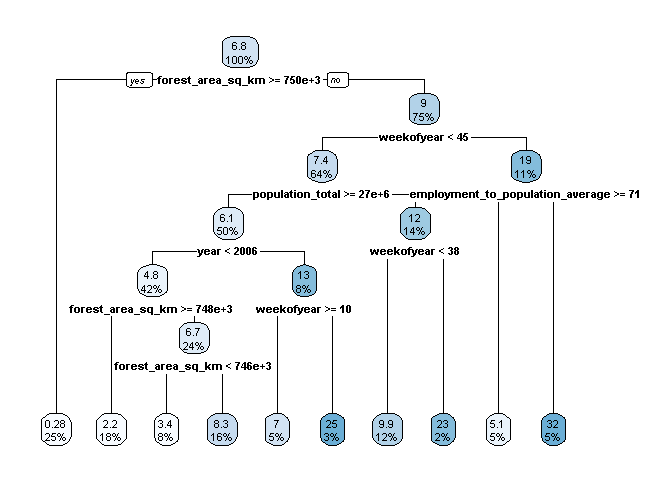 6.8
100%
yes forest_area_sq_km >= 750e+3 no
9
75%
weekofyear < 45
7.4
64%
19
11%
population_total >= 27e+6 employment_to_population_average >= 71
6.1
50%
12
14%
year < 2006 weekofyear < 38
4.8
42%
13
8%
forest_area_sq_km >= 748e+3 weekofyear >= 10
6.7
24%
forest_area_sq_km < 746e+3
0.28 2.2 3.4 8.3 7 25 9.9 23 5.1 32
25% 18% 8% 16% 5% 3% 12% 2% 5% 5%